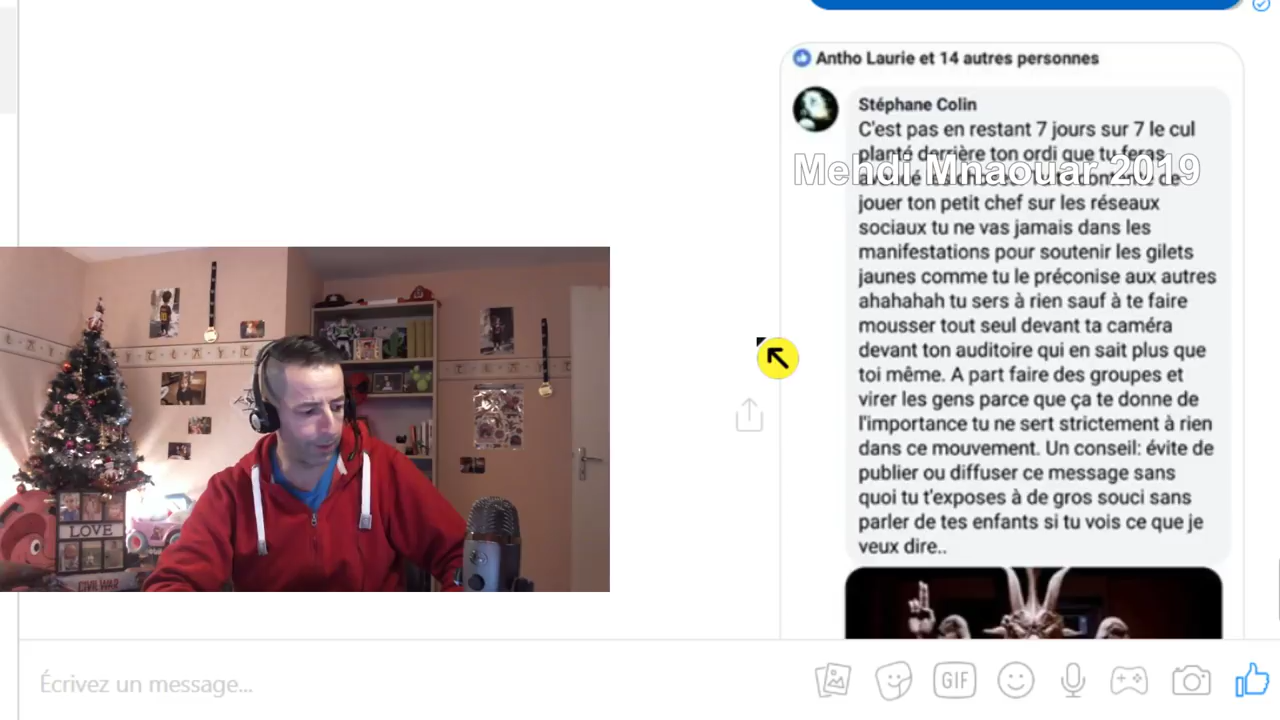 Antho Laurie et 14 autres personnes
Stéphane Colin
C'est pas en restant 7 jours sur 7 le cul
planté derrière ton ordi que tu feras
Mehdi Mnaouar 2019
jouer ton petit chef sur les réseaux
sociaux tu ne vas jamais dans les
manifestations pour soutenir les gilets
jaunes comme tu le préconise aux autres
ahahahah tu sers à rien sauf à te faire
mousser tout seul devant ta caméra
devant ton auditoire qui en sait plus que
toi même. A part faire des groupes et
virer les gens parce que ça te donne de
l'importance tu ne sert strictement à rien
dans ce mouvement. Un conseil: évite de
publier ou diffuser ce message sans
quoi tu t'exposes à de gros souci sans
parler de tes enfants si tu vois ce que je
veux dire..
LOVE
CIVIL WAR
Écrivez un message...
GIF